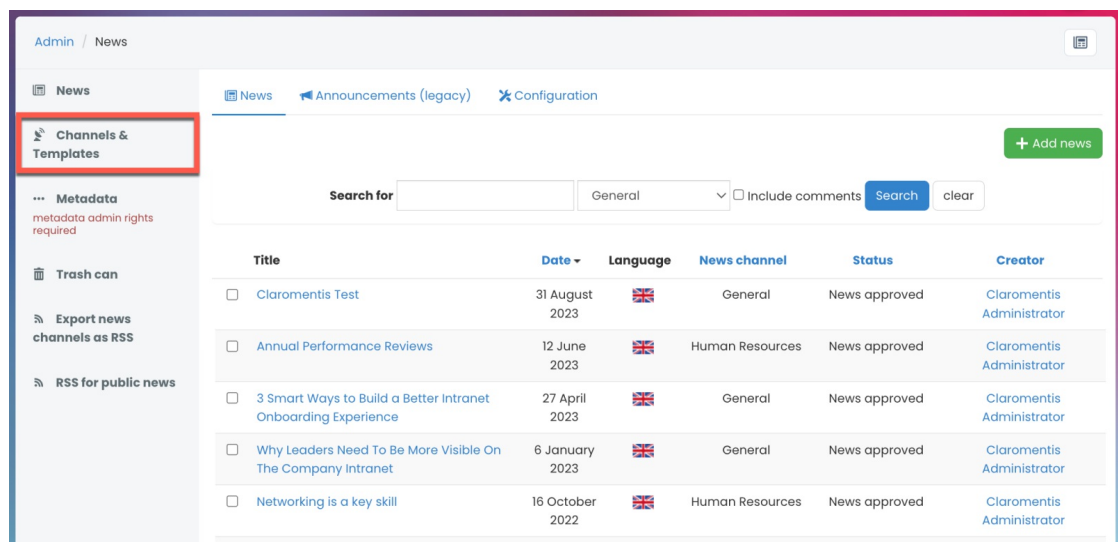 Admin / News
News
Channels &
Templates
Metadata
metadata admin rights
required
Trash can
Export news
channels as RSS
RSS for public news
News Announcements (legacy) Configuration
+ Add news
Search for General Include comments Search clear
Title Date Language News channel Status Creator
Claromentis Test 31 August General News approved Claromentis
2023 Administrator
Annual Performance Reviews 12 June Human Resources News approved Claromentis
2023 Administrator
3 Smart Ways to Build a Better Intranet 27 April General News approved Claromentis
Onboarding Experience 2023 Administrator
Why Leaders Need To Be More Visible On 6 January General News approved Claromentis
The Company Intranet 2023 Administrator
Networking is a key skill 16 October Human Resources News approved Claromentis
2022 Administrator